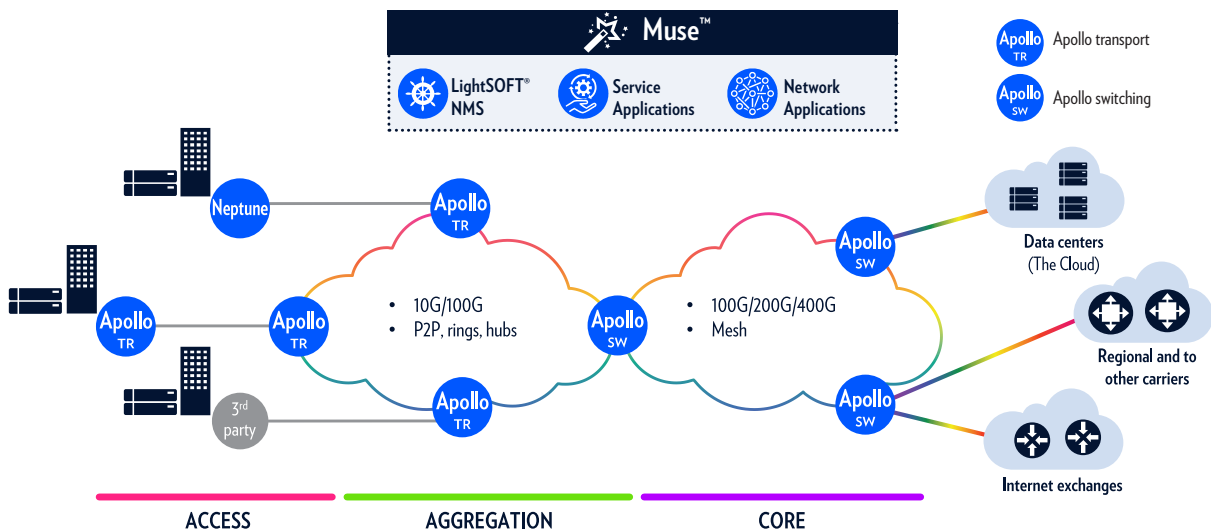 Muse™
LightSOFT®
NMS
Service
Applications
Network
Applications
Apollo
TR
Apollo transport
Apollo
SW
Apollo switching
Neptune
Apollo
TR
Apollo
TR
Apollo
TR
3rd
party
Apollo
TR
• 10G/100G
• P2P, rings, hubs
Apollo
SW
• 100G/200G/400G
• Mesh
Apollo
SW
Apollo
SW
Data centers
(The Cloud)
Regional and to
other carriers
Internet exchanges
ACCESS
AGGREGATION
CORE